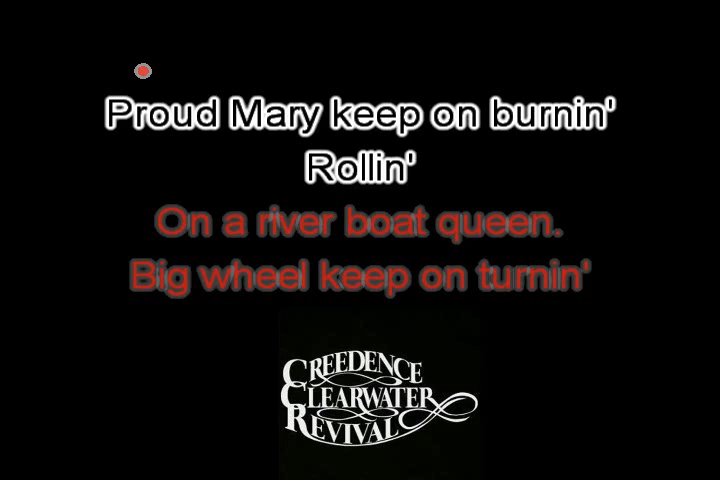 Proud Mary keep on burnin'
Rollin'
On a river boat queen.
Big wheel keep on turnin'
CREEDENCE
CLEARWATER
REVIVAL